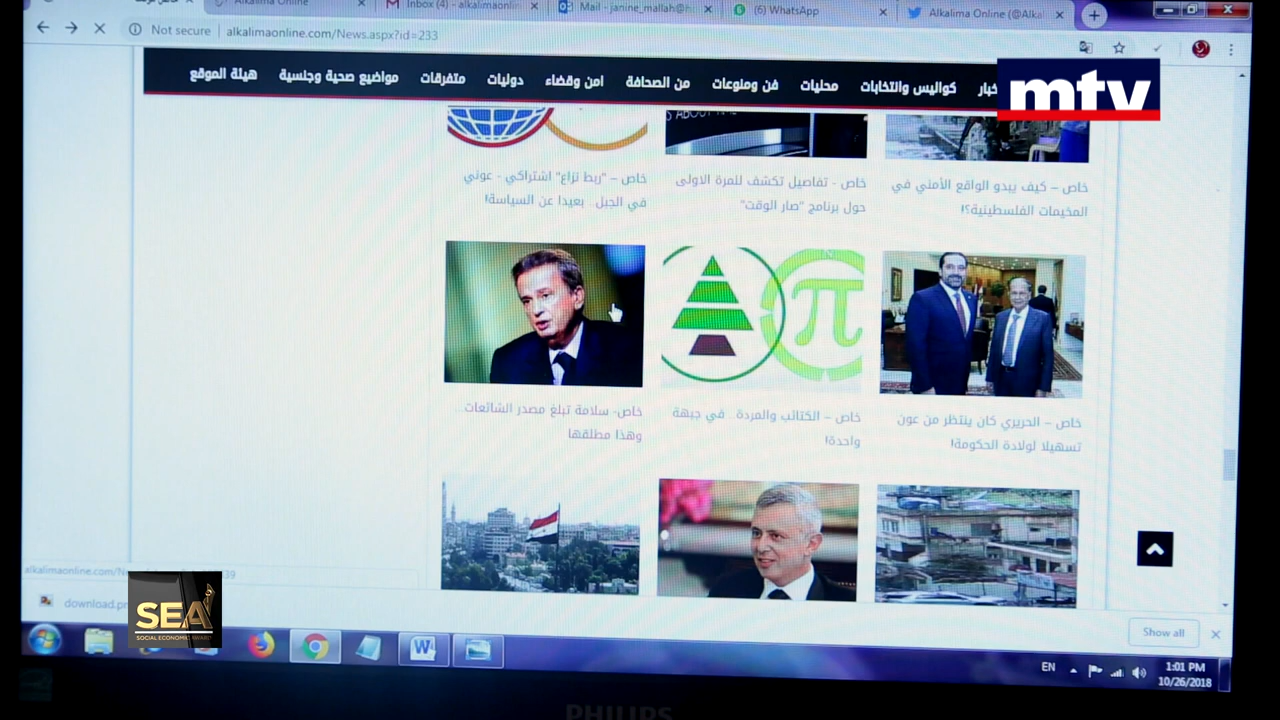 Alkalima Online
Inbox (4) - alkalimaonlin
Mail - janine_mallah@h
(6) WhatsApp
Alkalima Online (@Alka
Not secure
alkalimaonline.com/News.aspx?id=233
كواليس وانتخابات
محليات
فن ومنوعات
من الصحافة
امن وقضاء
دوليات
متفرقات
مواضيع صحية وجنسية
هيئة الموقع
mtv
خاص – كيف يبدو الواقع الأمني في
المخيمات الفلسطينية؟!
خاص - تفاصيل تكشف للمرة الاولى
حول برنامج "صار الوقت"
خاص – "ربط نزاع" اشتراكي - عوني
في الجبل.. بعيدا عن السياسة!
خاص – الحريري كان ينتظر من عون
تسهيلا لولادة الحكومة!
خاص – الكتائب والمردة.. في جبهة
واحدة!
خاص- سلامة تبلغ مصدر الشائعات..
وهذا مطلقها
SEA
SOCIAL ECONOMIC AWARD
Show all
EN
1:01 PM
10/26/2018
PHILIPS